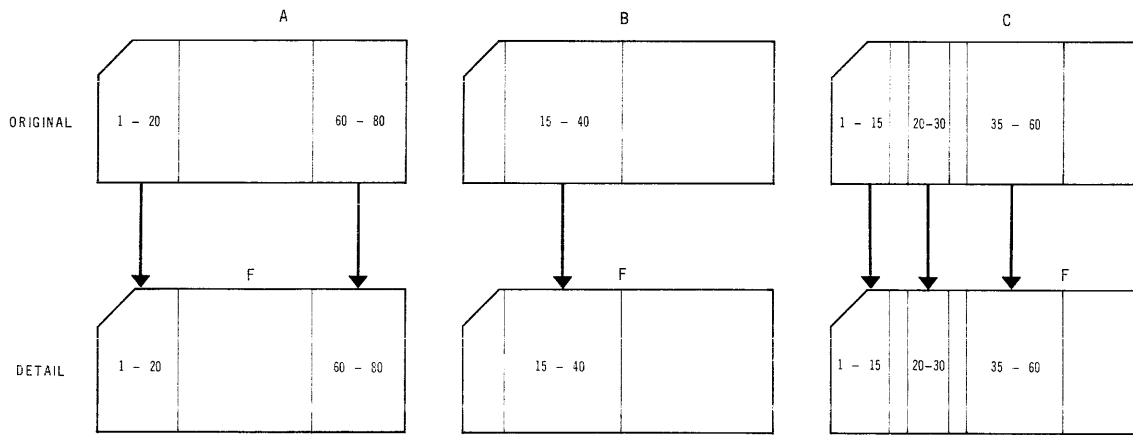 A B C
ORIGINAL 1 - 20 60 - 80 15 - 40 1 - 15 20-30 35 - 60
F F F
DETAIL 1 - 20 60 - 80 15 - 40 1 - 15 20-30 35 - 60